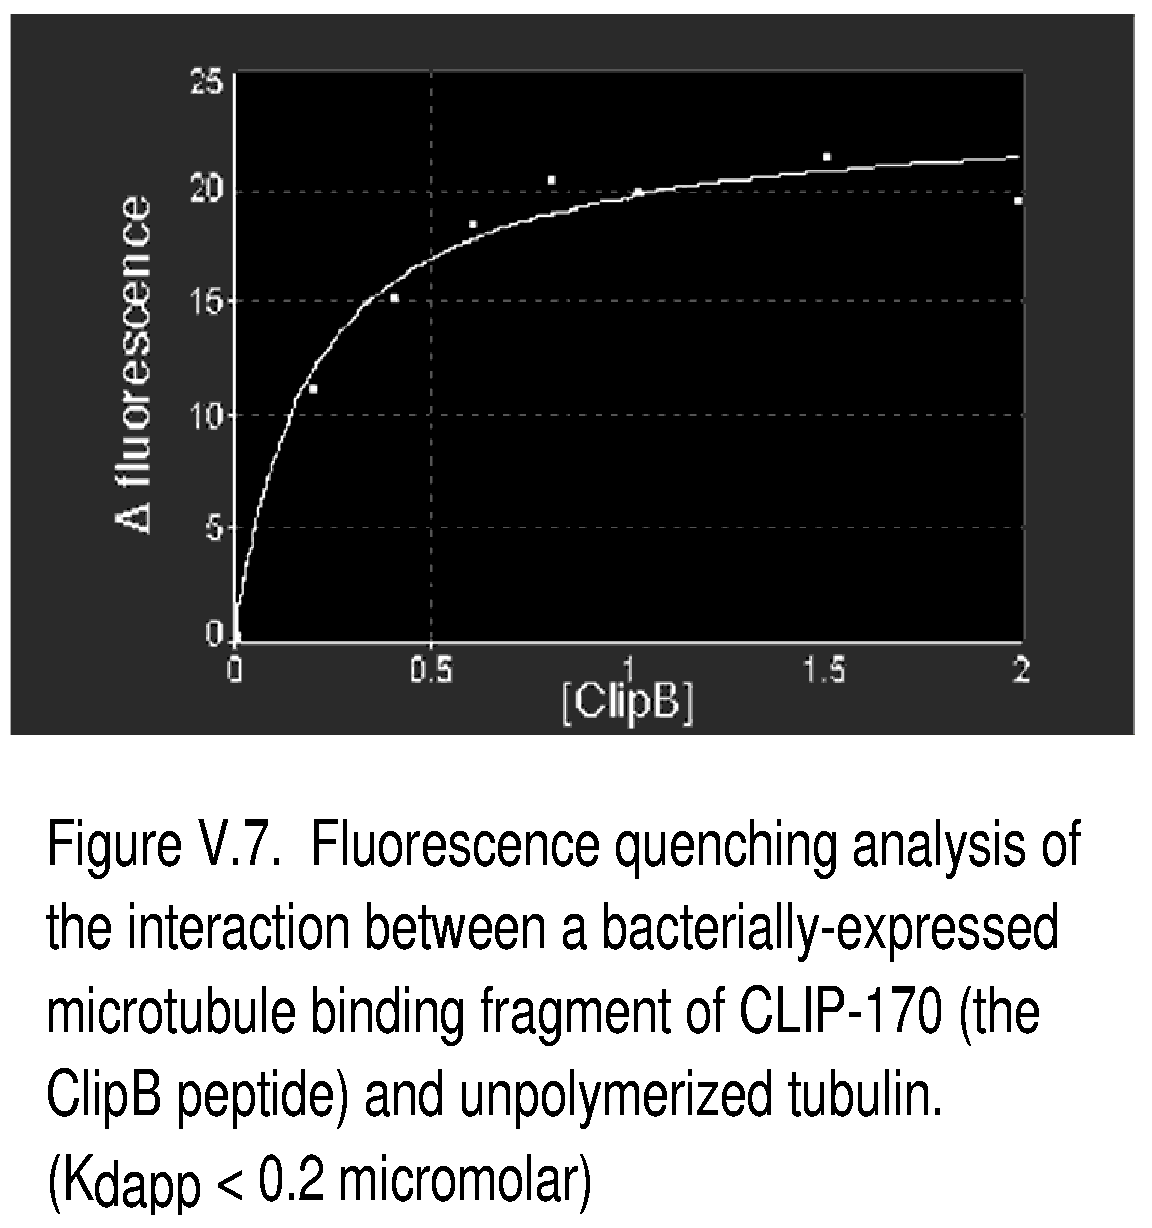 25
20
15
10
5
0
Δ fluorescence
0 0.5 1 1.5 2
[ClipB]
Figure V.7. Fluorescence quenching analysis of
the interaction between a bacterially-expressed
microtubule binding fragment of CLIP-170 (the
ClipB peptide) and unpolymerized tubulin.
(Kdapp < 0.2 micromolar)